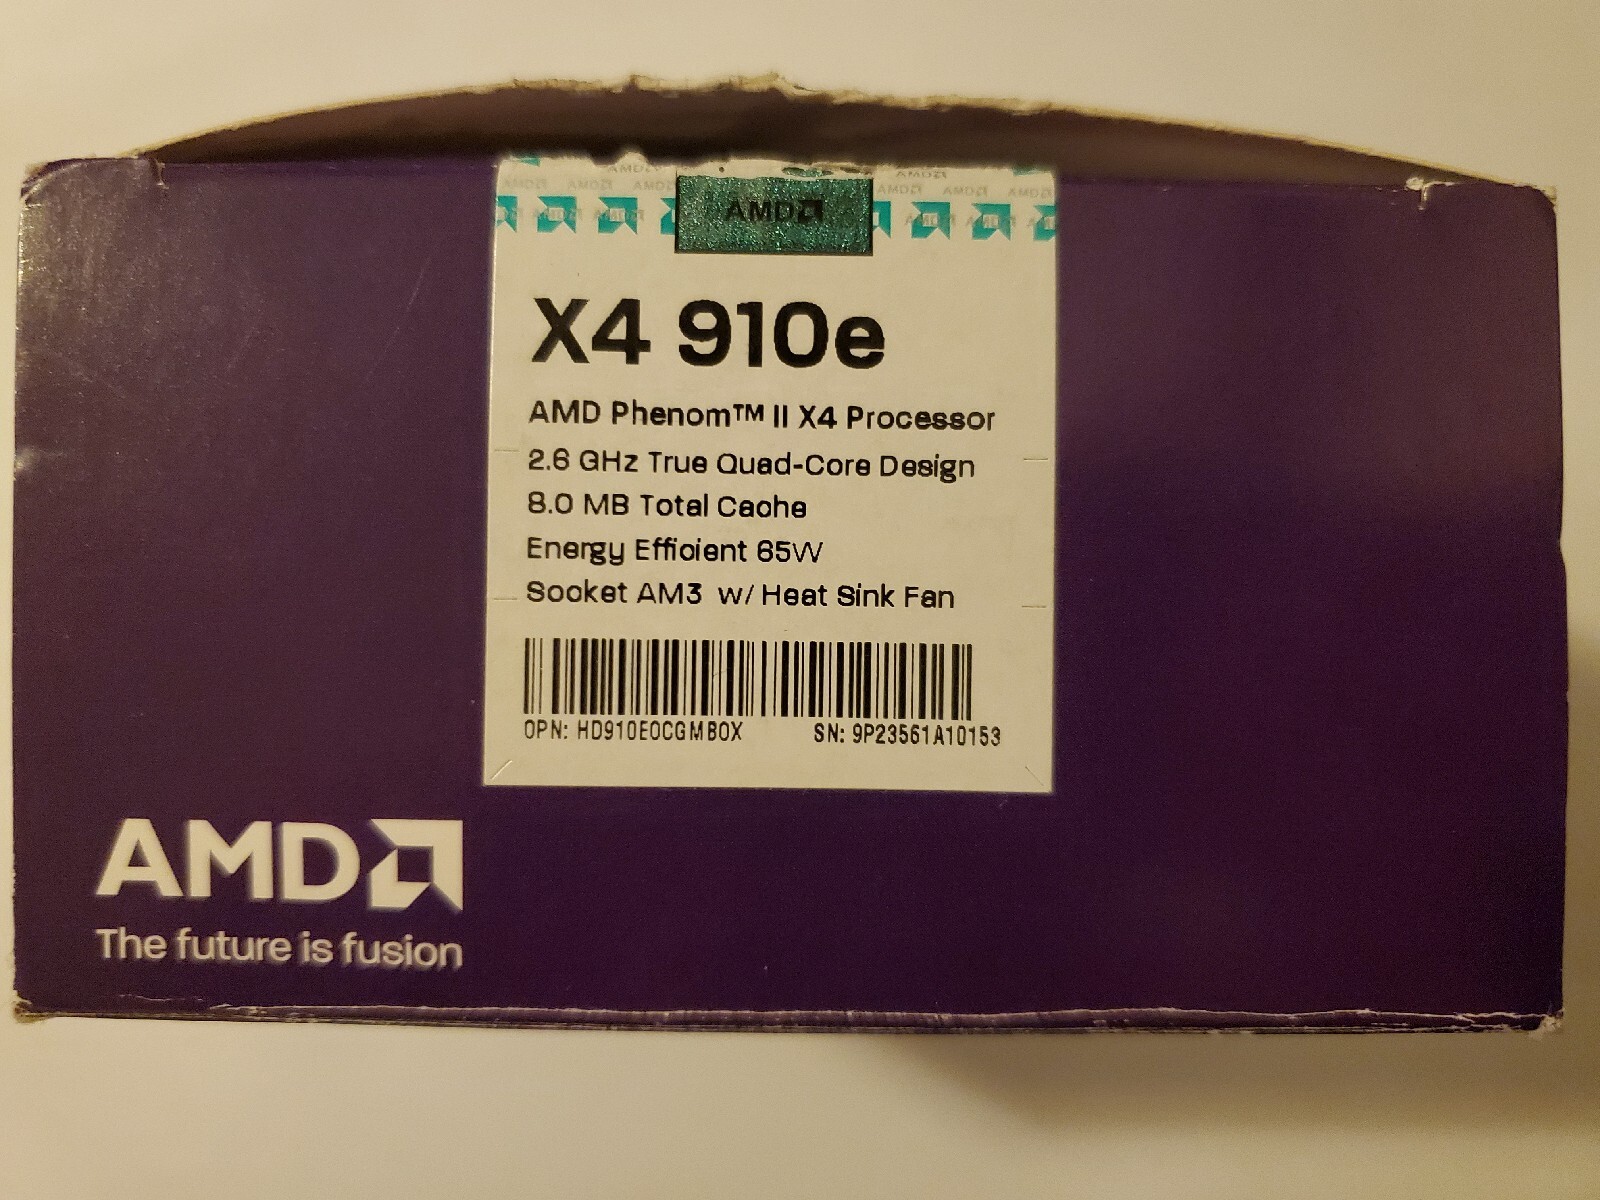 AMD
X4 910e
AMD Phenom™ II X4 Processor
2.6 GHz True Quad-Core Design
8.0 MB Total Cache
Energy Efficient 65W
Socket AM3 w/ Heat Sink Fan
OPN: HD910EOCGMBOX SN: 9P23561A10153
AMD
The future is fusion